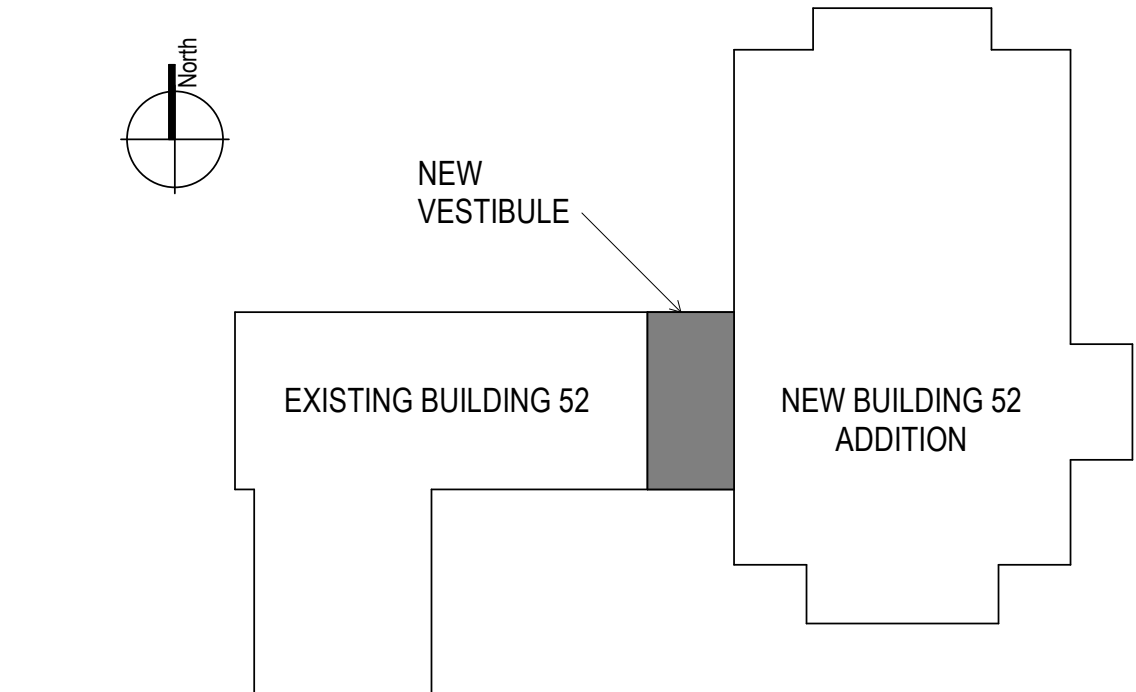 North
NEW
VESTIBULE
EXISTING BUILDING 52
NEW BUILDING 52
ADDITION